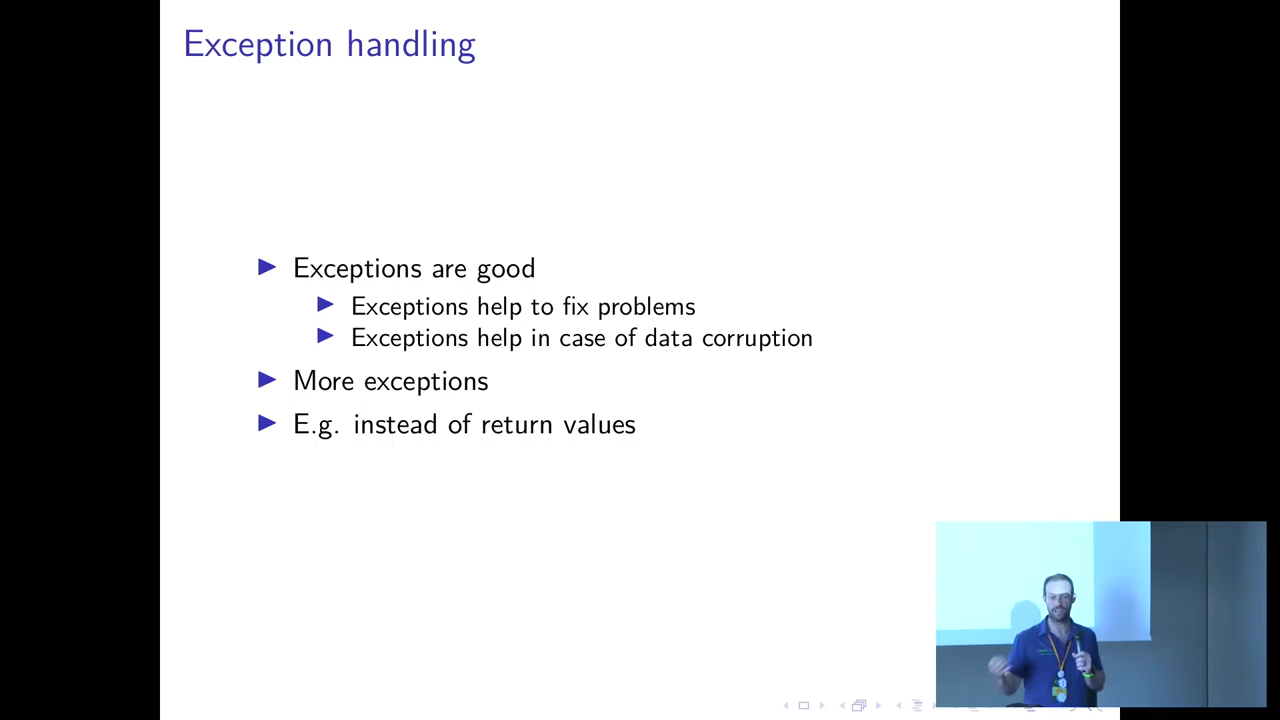 Exception handling
Exceptions are good
Exceptions help to fix problems
Exceptions help in case of data corruption
More exceptions
E.g. instead of return values